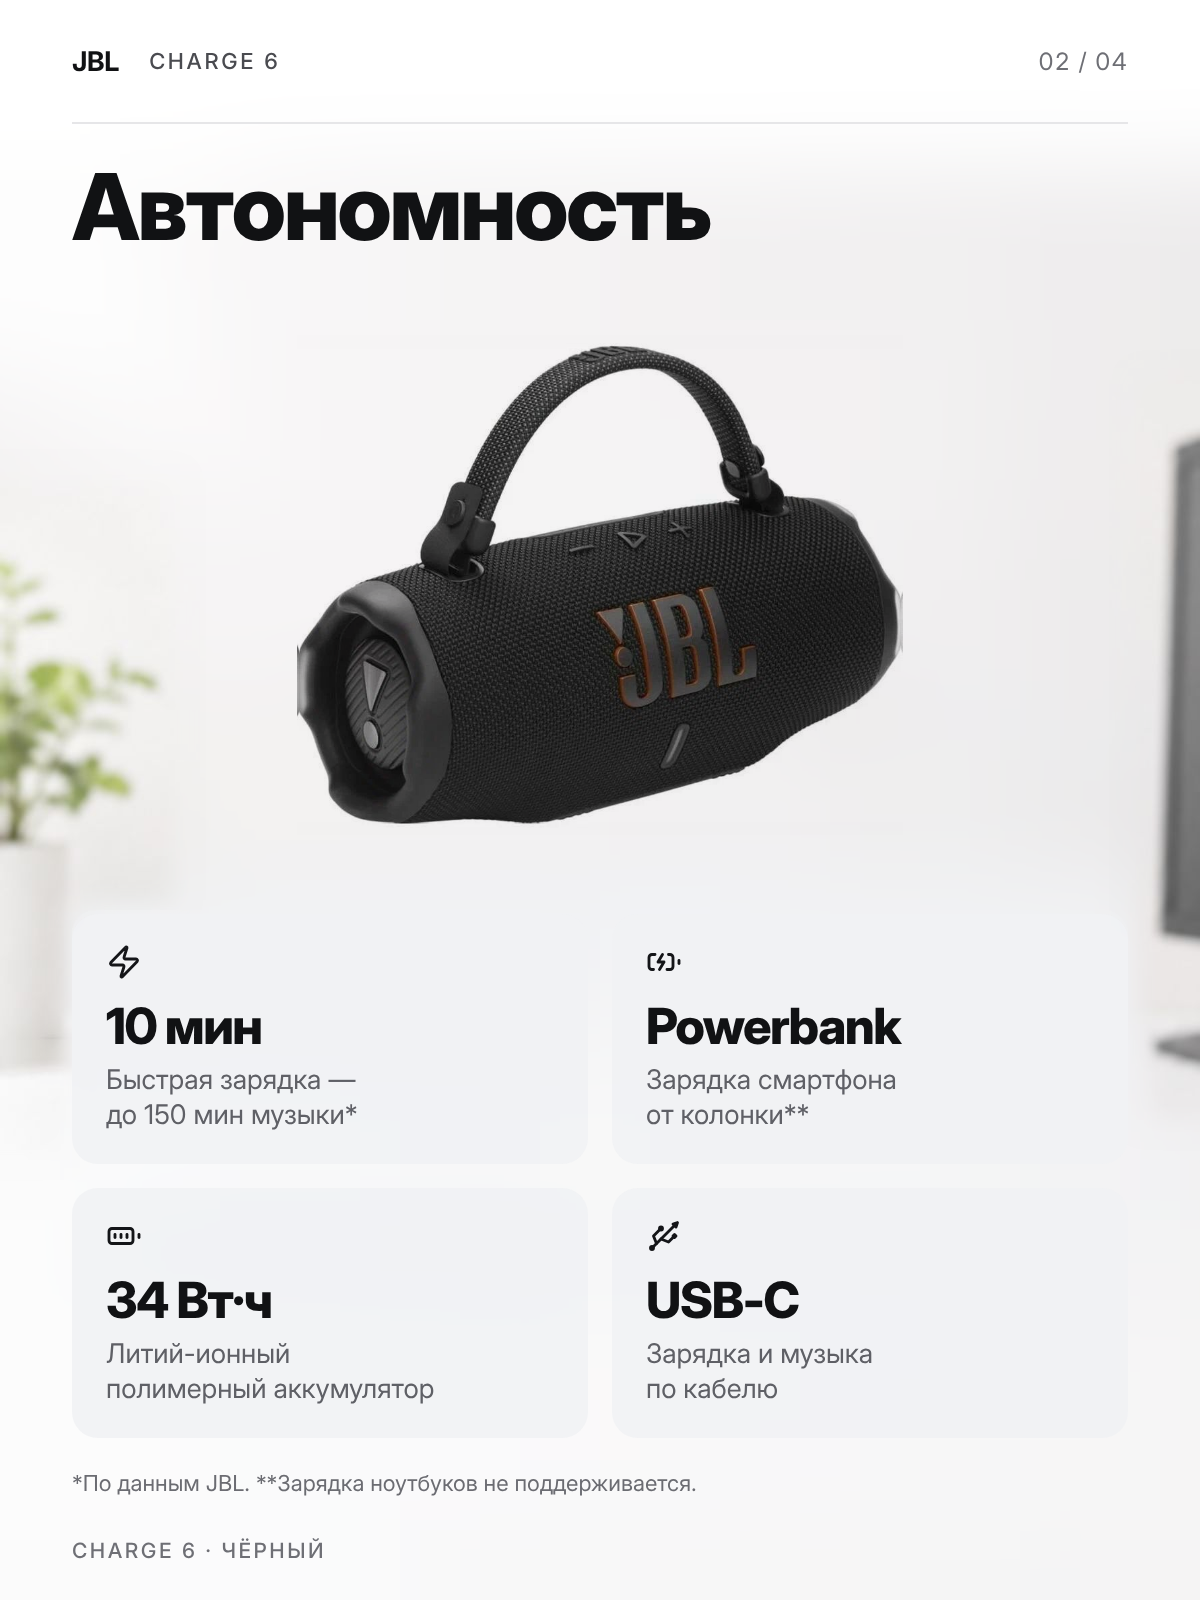 JBL CHARGE 6 02 / 04
Автономность
JBL
JBL
10 мин
Быстрая зарядка —
до 150 мин музыки*
Powerbank
Зарядка смартфона
от колонки**
34 Вт·ч
Литий-ионный
полимерный аккумулятор
USB-C
Зарядка и музыка
по кабелю
*По данным JBL. **Зарядка ноутбуков не поддерживается.
CHARGE 6 · ЧЁРНЫЙ